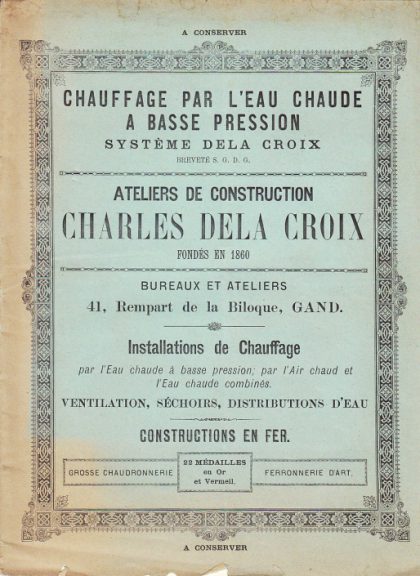 A CONSERVER
CHAUFFAGE PAR L'EAU CHAUDE
A BASSE PRESSION
SYSTÈME DELA CROIX
BREVETÉ S. G. D. G.
ATELIERS DE CONSTRUCTION
CHARLES DELA CROIX
FONDÉS EN 1860
BUREAUX ET ATELIERS
41, Rempart de la Biloque, GAND.
Installations de Chauffage
par l'Eau chaude à basse pression; par l'Air chaud et
l'Eau chaude combinés.
VENTILATION, SÉCHOIRS, DISTRIBUTIONS D'EAU
CONSTRUCTIONS EN FER.
GROSSE CHAUDRONNERIE
22 MÉDAILLES
en Or
et Vermeil.
FERRONNERIE D'ART.
A CONSERVER